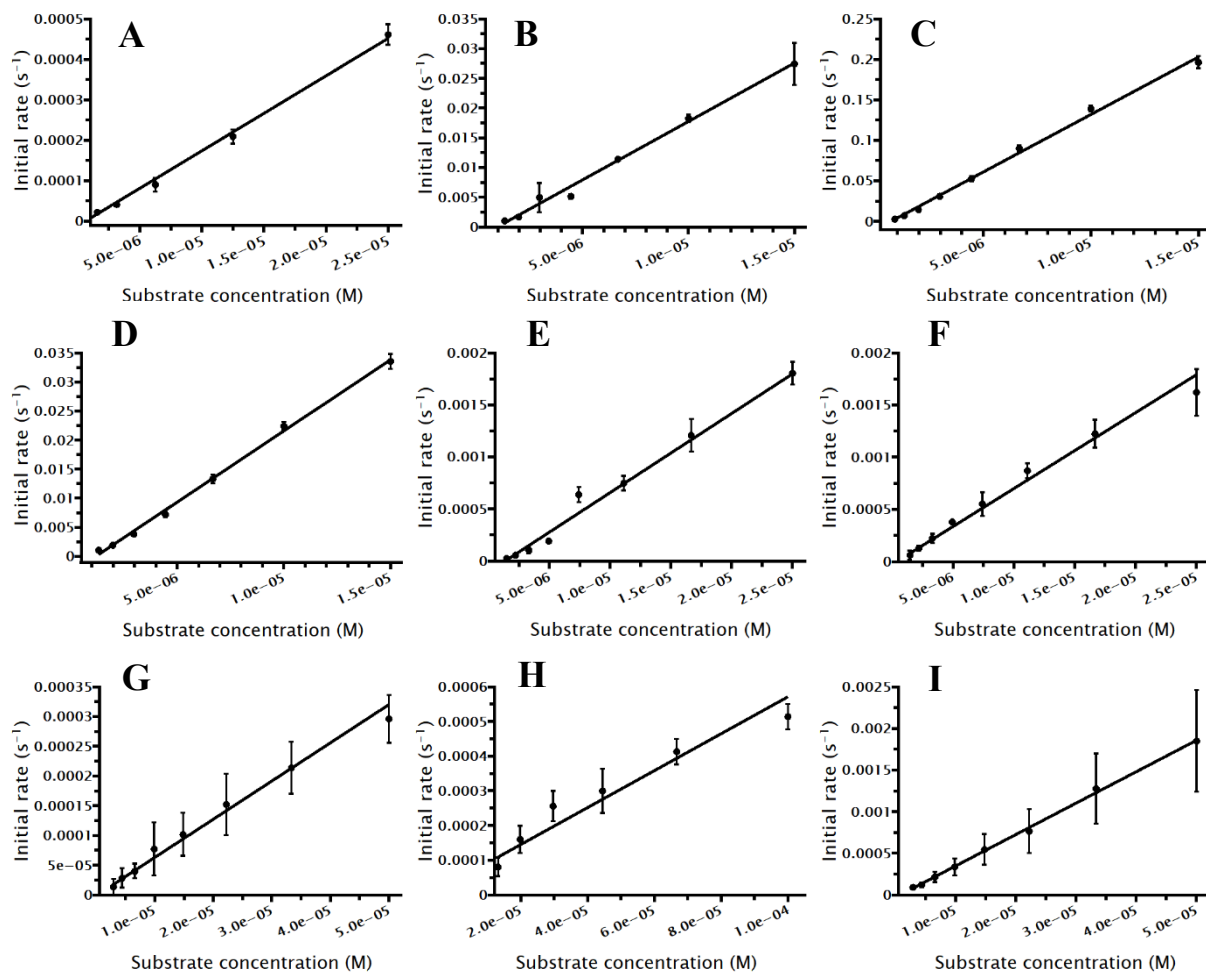 A
Initial rate (s⁻¹)
0.0005
0.0004
0.0003
0.0002
0.0001
0
5.0e−06
1.0e−05
1.5e−05
2.0e−05
2.5e−05
Substrate concentration (M)
B
Initial rate (s⁻¹)
0.035
0.03
0.025
0.02
0.015
0.01
0.005
0
5.0e−06
1.0e−05
1.5e−05
Substrate concentration (M)
C
Initial rate (s⁻¹)
0.25
0.20
0.15
0.10
0.05
0
5.0e−06
1.0e−05
1.5e−05
Substrate concentration (M)
D
Initial rate (s⁻¹)
0.035
0.03
0.025
0.02
0.015
0.01
0.005
0
5.0e−06
1.0e−05
1.5e−05
Substrate concentration (M)
E
Initial rate (s⁻¹)
0.002
0.0015
0.001
0.0005
0
5.0e−06
1.0e−05
1.5e−05
2.0e−05
2.5e−05
Substrate concentration (M)
F
Initial rate (s⁻¹)
0.002
0.0015
0.001
0.0005
0
5.0e−06
1.0e−05
1.5e−05
2.0e−05
2.5e−05
Substrate concentration (M)
G
Initial rate (s⁻¹)
0.00035
0.0003
0.00025
0.0002
0.00015
0.0001
5e−05
0
1.0e−05
2.0e−05
3.0e−05
4.0e−05
5.0e−05
Substrate concentration (M)
H
Initial rate (s⁻¹)
0.0006
0.0005
0.0004
0.0003
0.0002
0.0001
0
2.0e−05
4.0e−05
6.0e−05
8.0e−05
1.0e−04
Substrate concentration (M)
I
Initial rate (s⁻¹)
0.0025
0.002
0.0015
0.001
0.0005
0
1.0e−05
2.0e−05
3.0e−05
4.0e−05
5.0e−05
Substrate concentration (M)